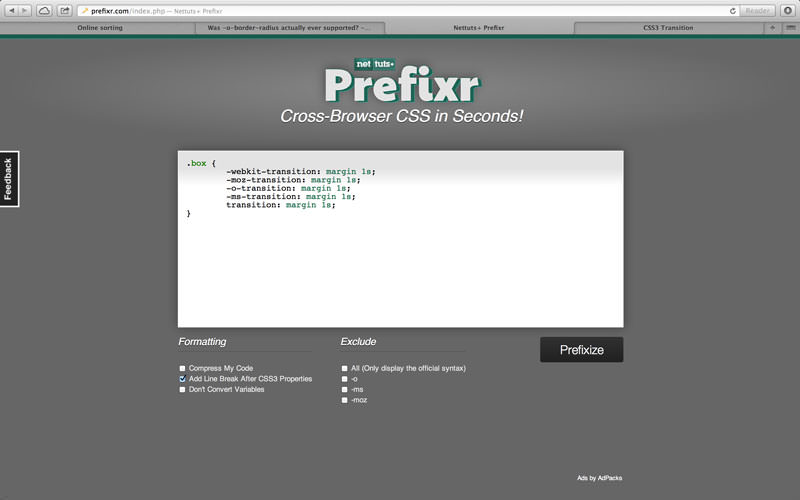 prefixr.com/index.php — Nettuts+ Prefixr
Reader
Online sorting
Was -o-border-radius actually ever supported? -...
Nettuts+ Prefixr
CSS3 Transition
net tuts+
Prefixr
Cross-Browser CSS in Seconds!
Feedback
.box {
-webkit-transition: margin 1s;
-moz-transition: margin 1s;
-o-transition: margin 1s;
-ms-transition: margin 1s;
transition: margin 1s;
}
Formatting
Compress My Code
Add Line Break After CSS3 Properties
Don't Convert Variables
Exclude
All (Only display the official syntax)
-o
-ms
-moz
Prefixize
Ads by AdPacks